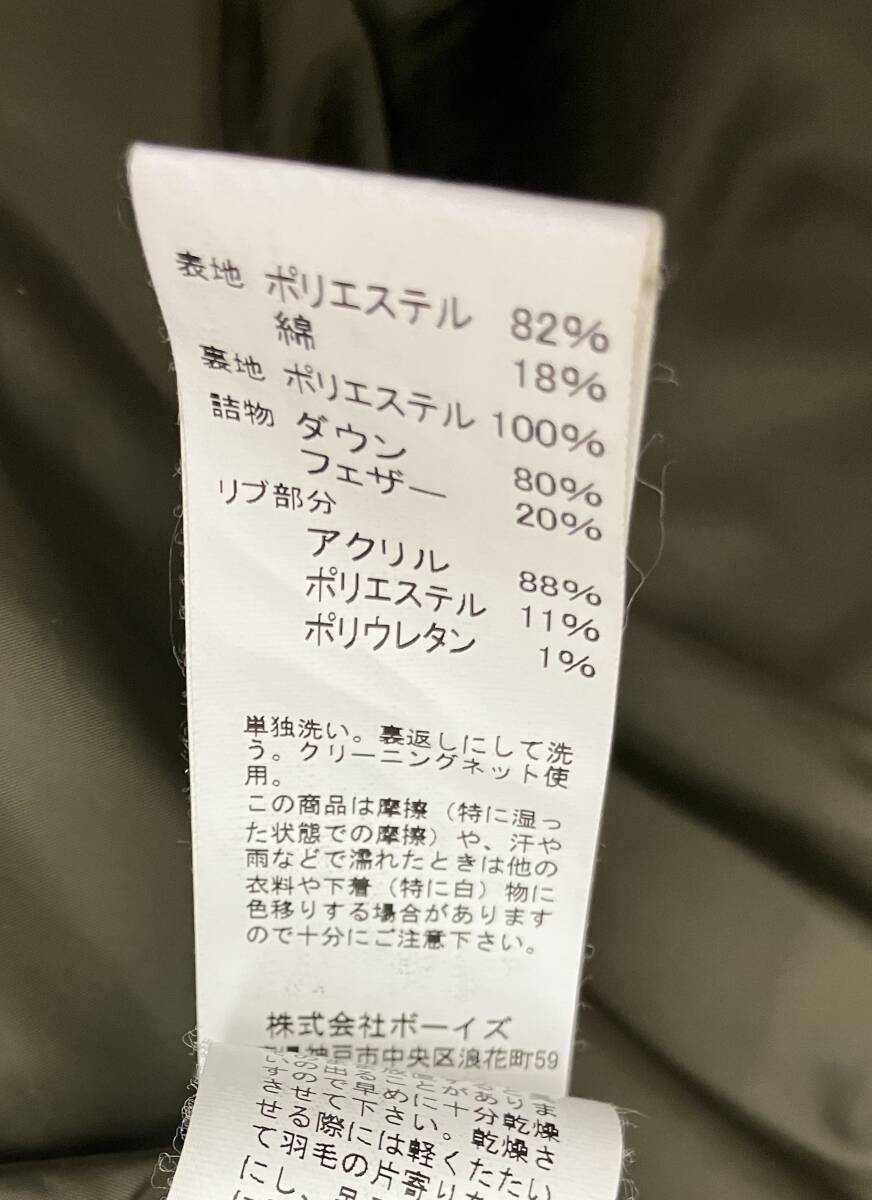 表地 ポリエステル 82%
綿 18%
裏地 ポリエステル 100%
詰物 ダウン 80%
フェザー 20%
リブ部分
アクリル 88%
ポリエステル 11%
ポリウレタン 1%
単独洗い。裏返しにして洗
う。クリーニングネット使
用。
この商品は摩擦（特に湿っ
た状態での摩擦）や、汗や
雨などで濡れたときは他の
衣料や下着（特に白）物に
色移りする場合があります
ので十分にご注意下さい。
株式会社ボーイズ
神戸市中央区浪花町59
すので早めに十分乾燥
させて下さい。乾燥さ
せる際には軽くたたい
て羽毛の片寄り
にし、